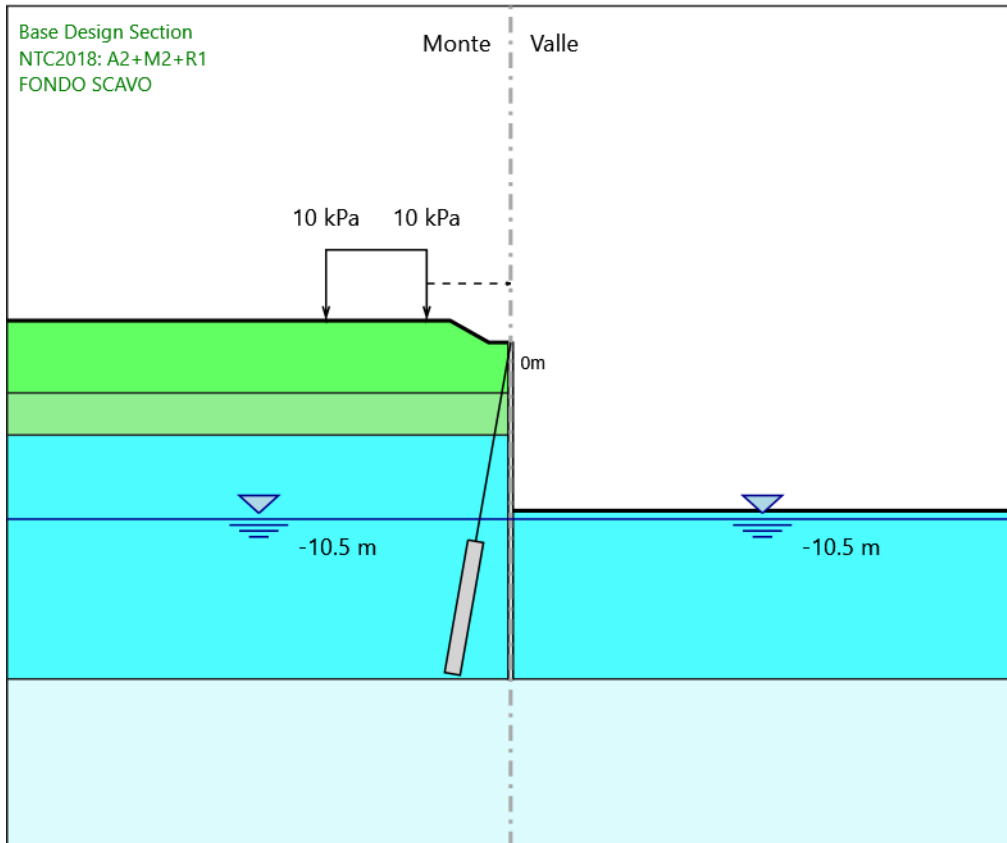 Base Design Section
NTC2018: A2+M2+R1
FONDO SCAVO
Monte
Valle
10 kPa
10 kPa
0m
-10.5 m
-10.5 m